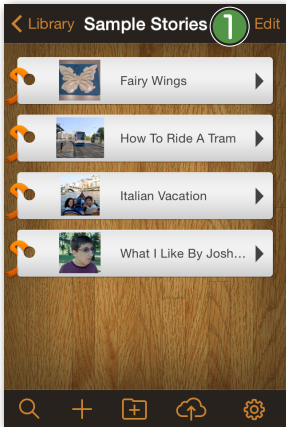 Library Sample Stories 1 Edit
Fairy Wings
How To Ride A Tram
Italian Vacation
What I Like By Josh...